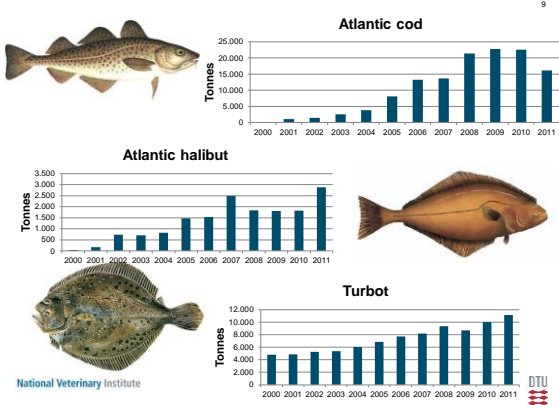 9
Atlantic cod
Tonnes
25.000
20.000
15.000
10.000
5.000
0
2000 2001 2002 2003 2004 2005 2006 2007 2008 2009 2010 2011
Atlantic halibut
Tonnes
3.500
3.000
2.500
2.000
1.500
1.000
500
0
2000 2001 2002 2003 2004 2005 2006 2007 2008 2009 2010 2011
Turbot
Tonnes
12.000
10.000
8.000
6.000
4.000
2.000
0
2000 2001 2002 2003 2004 2005 2006 2007 2008 2009 2010 2011
National Veterinary Institute
DTU